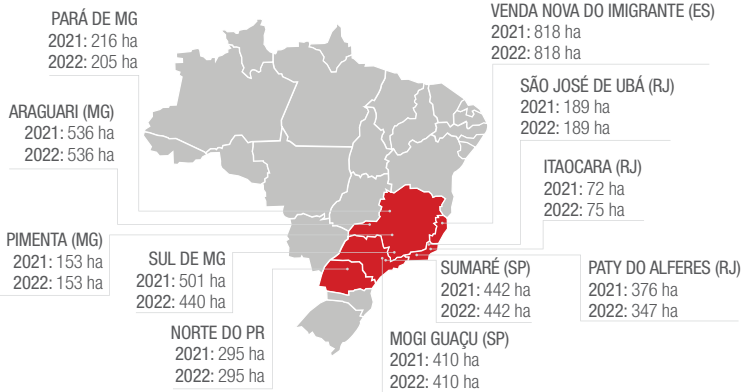 PARÁ DE MG
2021: 216 ha
2022: 205 ha
VENDA NOVA DO IMIGRANTE (ES)
2021: 818 ha
2022: 818 ha
SÃO JOSÉ DE UBÁ (RJ)
2021: 189 ha
2022: 189 ha
ARAGUARI (MG)
2021: 536 ha
2022: 536 ha
ITAOCARA (RJ)
2021: 72 ha
2022: 75 ha
PIMENTA (MG)
2021: 153 ha
2022: 153 ha
SUL DE MG
2021: 501 ha
2022: 440 ha
SUMARÉ (SP)
2021: 442 ha
2022: 442 ha
PATY DO ALFERES (RJ)
2021: 376 ha
2022: 347 ha
NORTE DO PR
2021: 295 ha
2022: 295 ha
MOGI GUAÇU (SP)
2021: 410 ha
2022: 410 ha